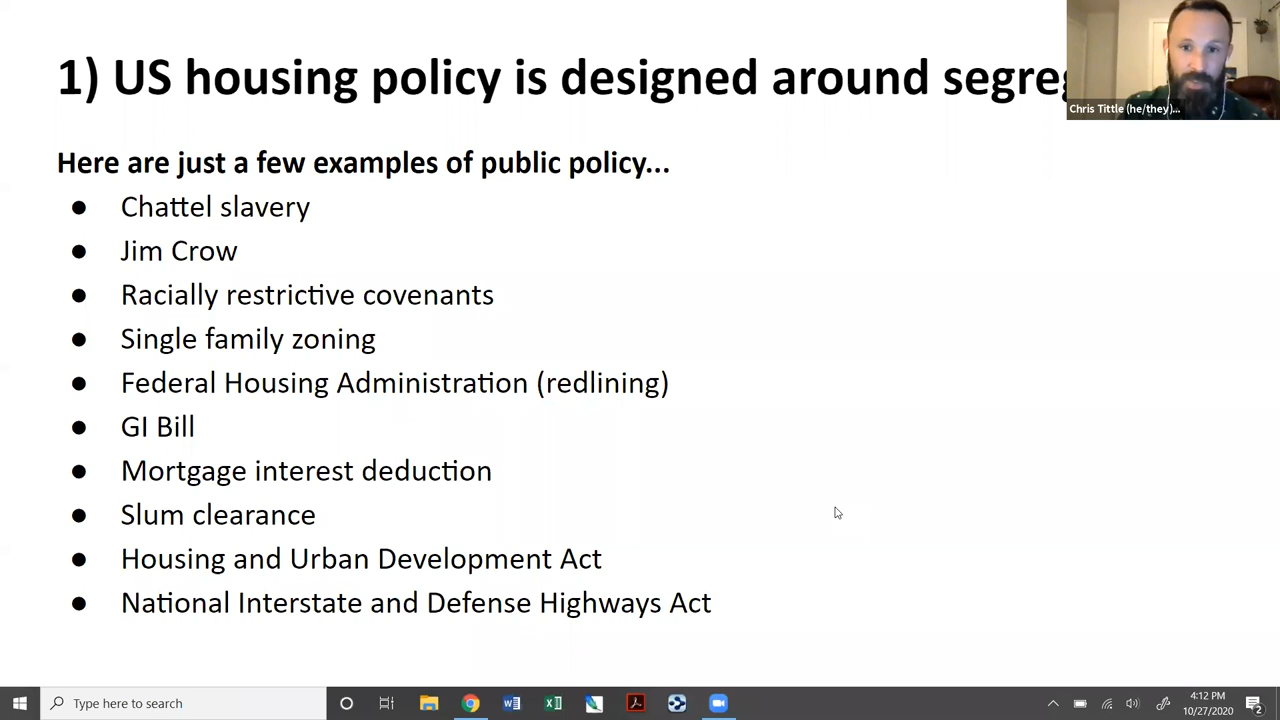 1) US housing policy is designed around segre
Chris Tittle (he/they)...
Here are just a few examples of public policy...
● Chattel slavery
● Jim Crow
● Racially restrictive covenants
● Single family zoning
● Federal Housing Administration (redlining)
● GI Bill
● Mortgage interest deduction
● Slum clearance
● Housing and Urban Development Act
● National Interstate and Defense Highways Act
Type here to search
4:12 PM
10/27/2020
2